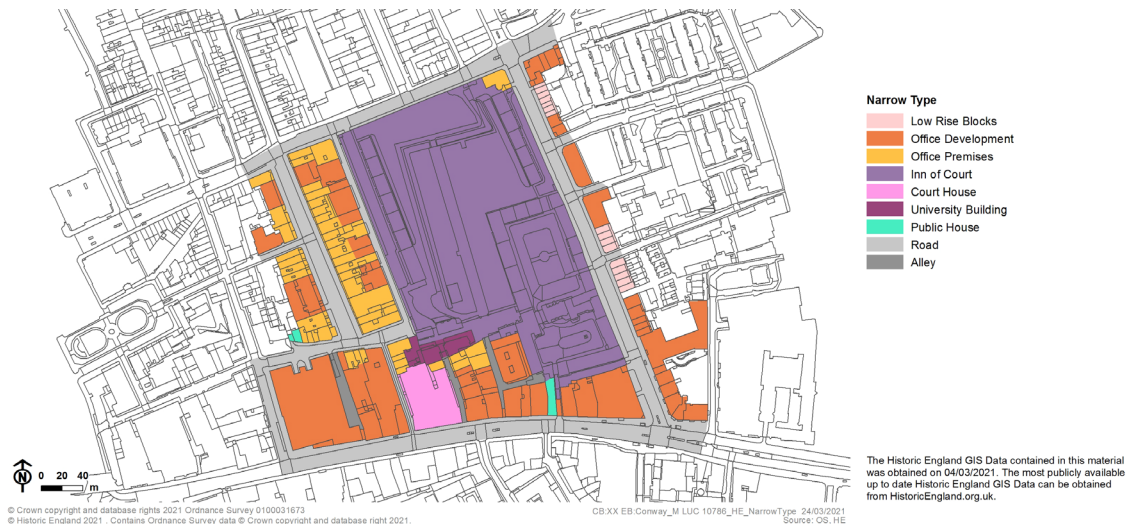 Narrow Type
Low Rise Blocks
Office Development
Office Premises
Inn of Court
Court House
University Building
Public House
Road
Alley
The Historic England GIS Data contained in this material
was obtained on 04/03/2021. The most publicly available
up to date Historic England GIS Data can be obtained
from HistoricEngland.org.uk.
N
0 20 40
m
© Crown copyright and database rights 2021 Ordnance Survey 0100031673
© Historic England 2021 . Contains Ordnance Survey data © Crown copyright and database right 2021.
CB:XX EB:Conway_M LUC 10786_HE_NarrowType 24/03/2021
Source: OS, HE